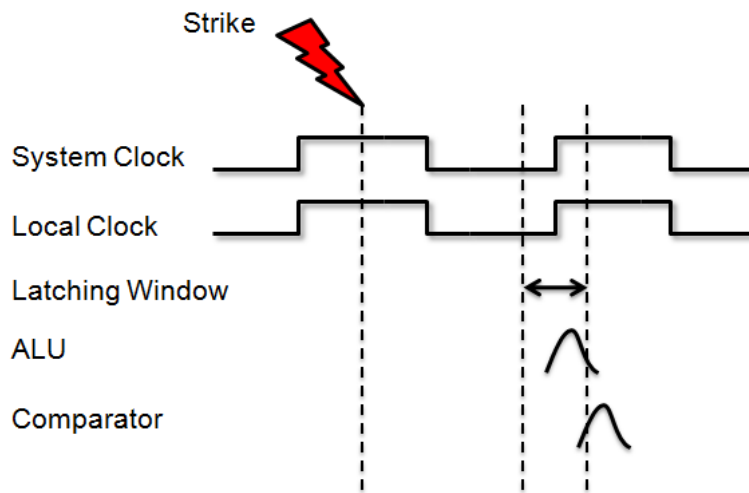 Strike
System Clock
Local Clock
Latching Window
ALU
Comparator